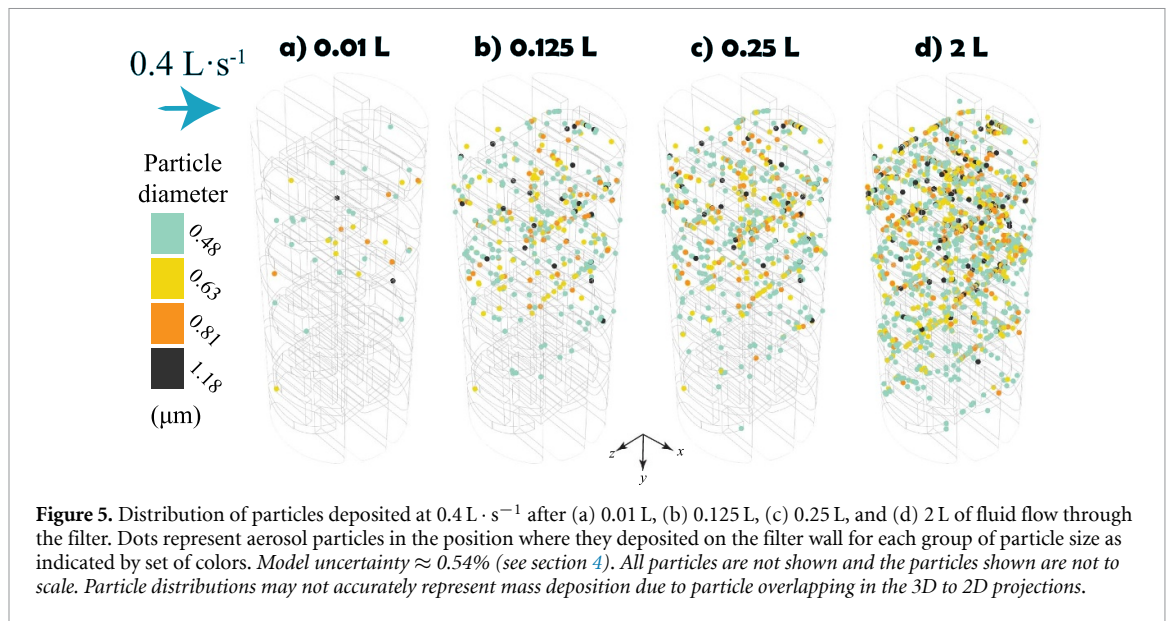 a) 0.01 L
b) 0.125 L
c) 0.25 L
d) 2 L
0.4 L·s⁻¹
Particle
diameter
0.48
0.63
0.81
1.18
(μm)
z
x
y
Figure 5. Distribution of particles deposited at 0.4 L · s⁻¹ after (a) 0.01 L, (b) 0.125 L, (c) 0.25 L, and (d) 2 L of fluid flow through
the filter. Dots represent aerosol particles in the position where they deposited on the filter wall for each group of particle size as
indicated by set of colors. Model uncertainty ≈ 0.54% (see section 4). All particles are not shown and the particles shown are not to
scale. Particle distributions may not accurately represent mass deposition due to particle overlapping in the 3D to 2D projections.